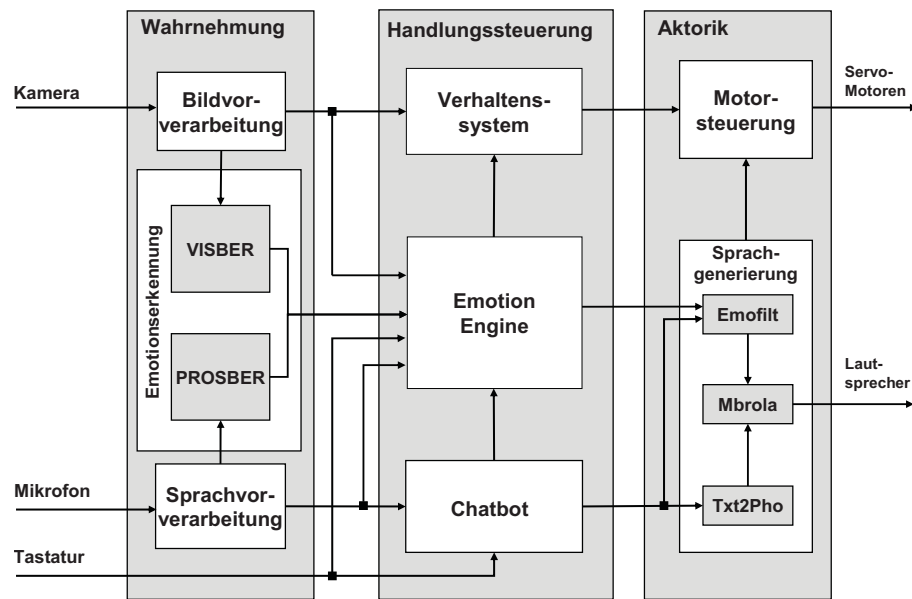 Wahrnehmung
Handlungssteuerung
Aktorik
Kamera
Bildvor-
verarbeitung
Verhaltens-
system
Motor-
steuerung
Servo-
Motoren
Emotionserkennung
VISBER
PROSBER
Emotion
Engine
Sprach-
generierung
Emofilt
Mbrola
Txt2Pho
Laut-
sprecher
Mikrofon
Sprachvor-
verarbeitung
Chatbot
Tastatur